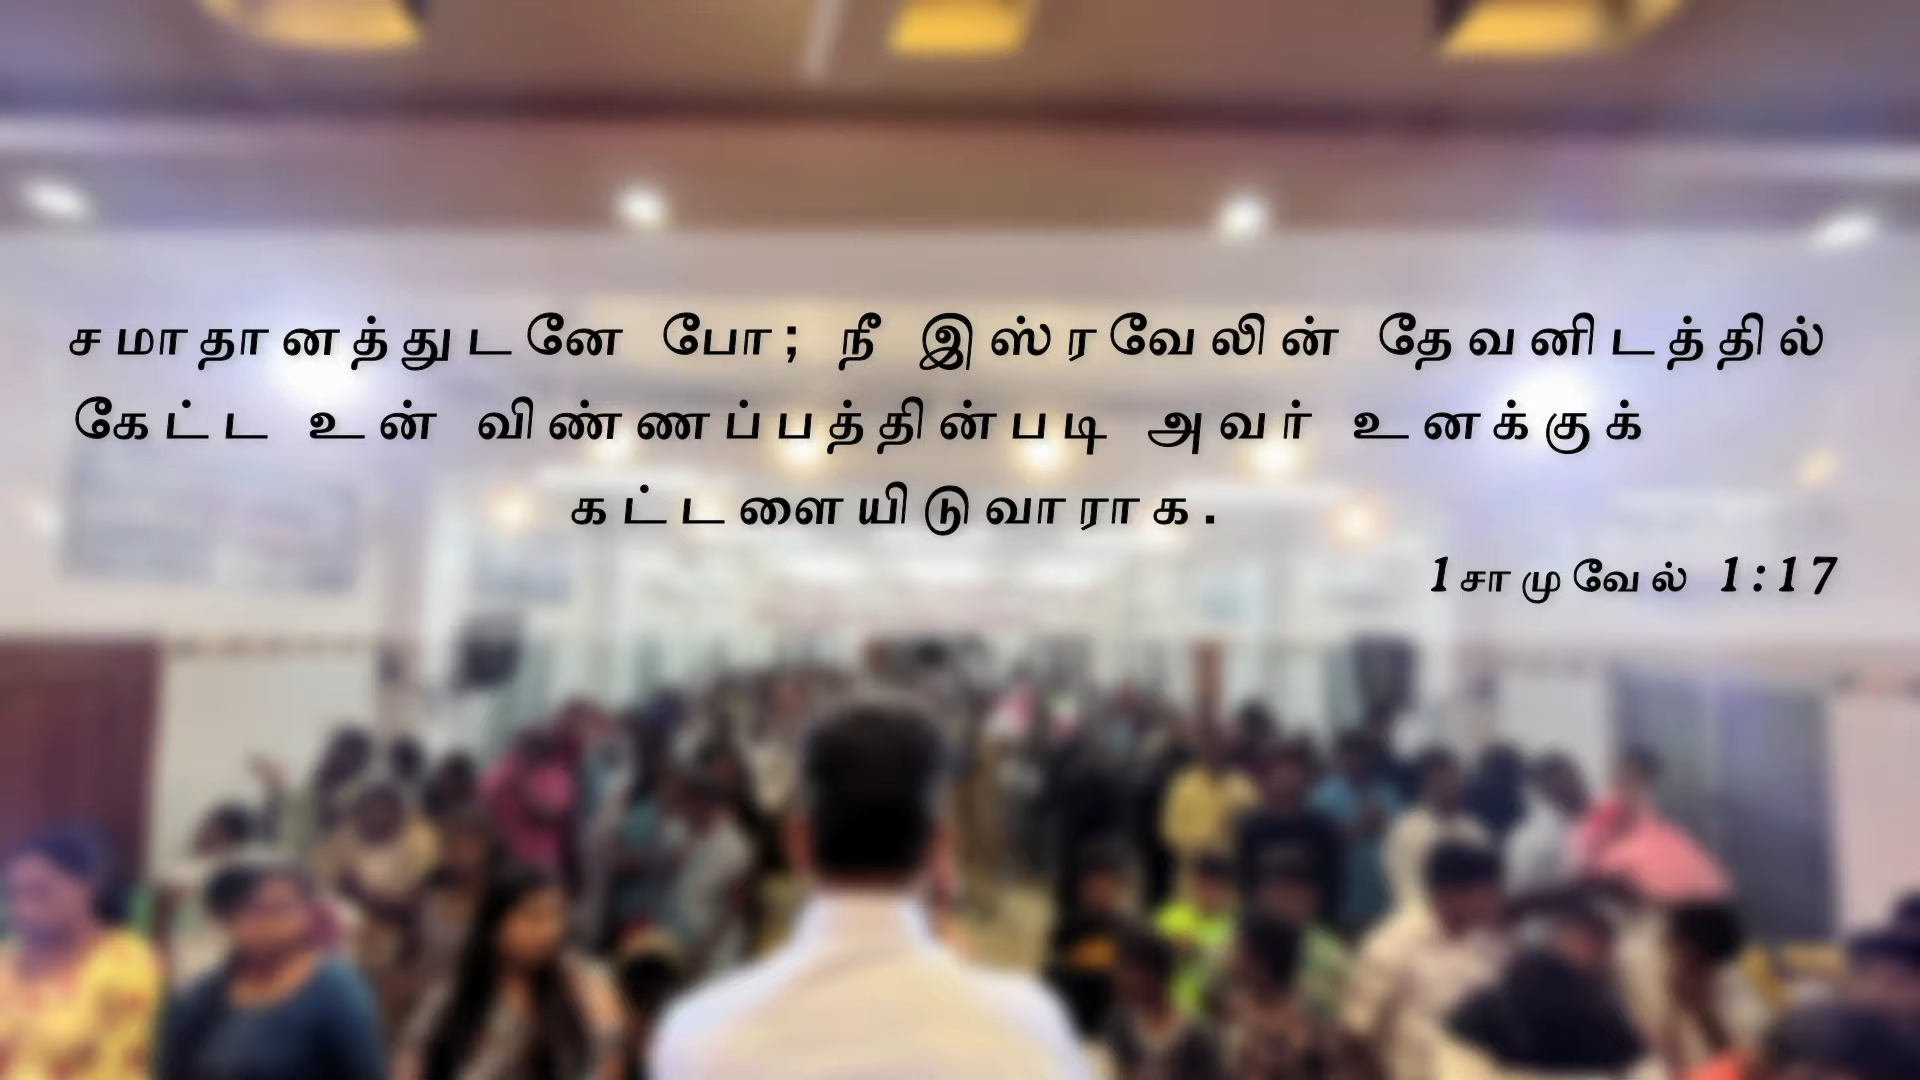 சமாதானத்துடனே போ; நீ இஸ்ரவேலின் தேவனிடத்தில்
கேட்ட உன் விண்ணப்பத்தின்படி அவர் உனக்குக்
கட்டளையிடுவாராக.
1சாமுவேல் 1:17